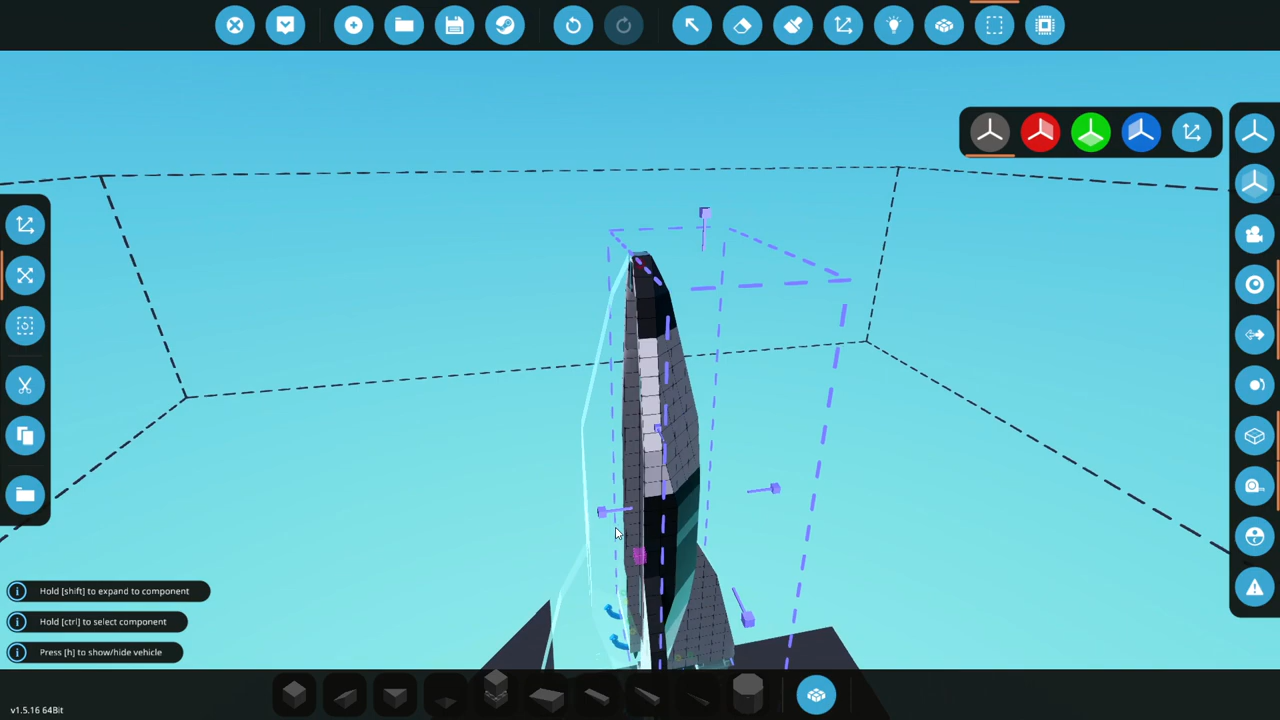 Hold [shift] to expand to component
Hold [ctrl] to select component
Press [h] to show/hide vehicle
v1.5.16 64Bit